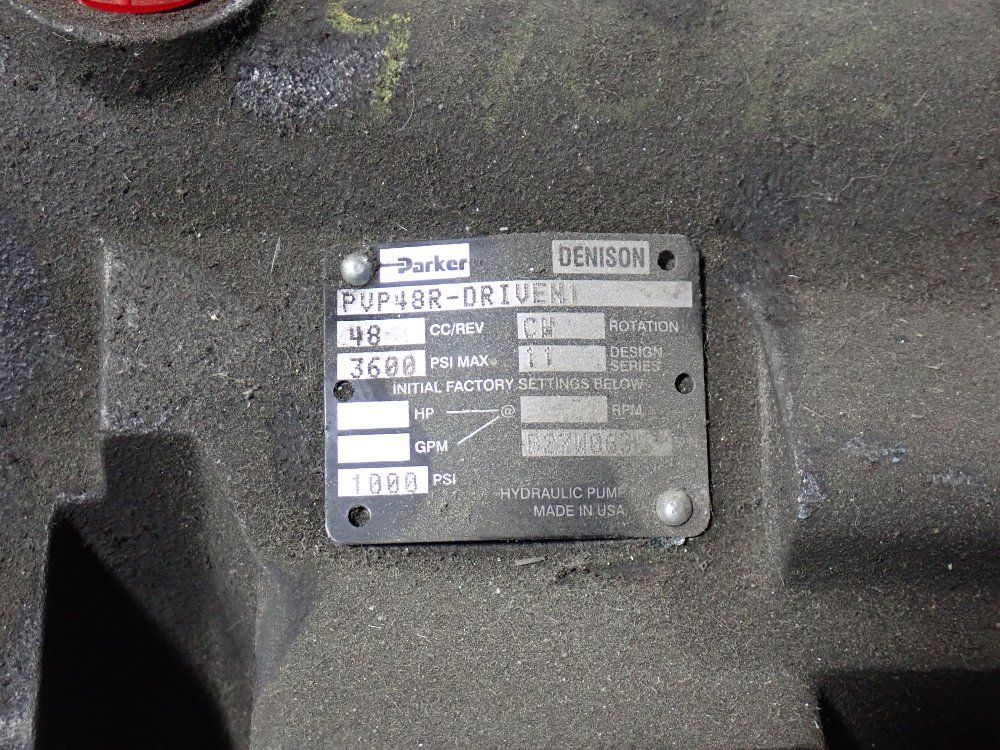 Parker DENISON
PVP48R-DRIVEN1
48 CC/REV CW ROTATION
3600 PSI MAX 11 DESIGN SERIES
INITIAL FACTORY SETTINGS BELOW
HP @ RPM
GPM
1000 PSI
HYDRAULIC PUMP
MADE IN USA